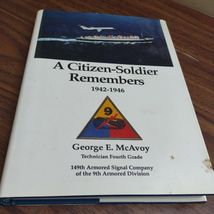 A Citizen-Soldier
Remembers
1942-1946
9
George E. McAvoy
Technician Fourth Grade
149th Armored Signal Company
of the 9th Armored Division